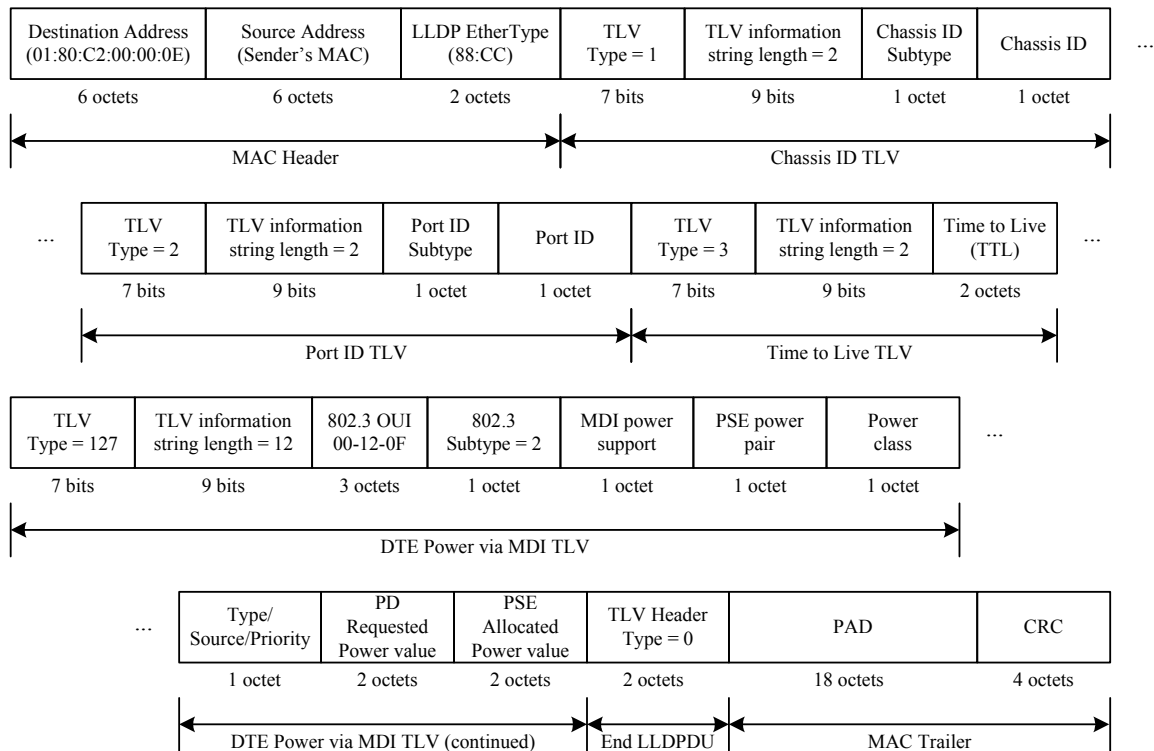 Destination Address
(01:80:C2:00:00:0E)
Source Address
(Sender's MAC)
LLDP EtherType
(88:CC)
TLV
Type = 1
TLV information
string length = 2
Chassis ID
Subtype
Chassis ID
...
6 octets
6 octets
2 octets
7 bits
9 bits
1 octet
1 octet
MAC Header
Chassis ID TLV
...
TLV
Type = 2
TLV information
string length = 2
Port ID
Subtype
Port ID
TLV
Type = 3
TLV information
string length = 2
Time to Live
(TTL)
...
7 bits
9 bits
1 octet
1 octet
7 bits
9 bits
2 octets
Port ID TLV
Time to Live TLV
TLV
Type = 127
TLV information
string length = 12
802.3 OUI
00-12-0F
802.3
Subtype = 2
MDI power
support
PSE power
pair
Power
class
...
7 bits
9 bits
3 octets
1 octet
1 octet
1 octet
1 octet
DTE Power via MDI TLV
...
Type/
Source/Priority
PD
Requested
Power value
PSE
Allocated
Power value
TLV Header
Type = 0
PAD
CRC
1 octet
2 octets
2 octets
2 octets
18 octets
4 octets
DTE Power via MDI TLV (continued)
End LLDPDU
MAC Trailer